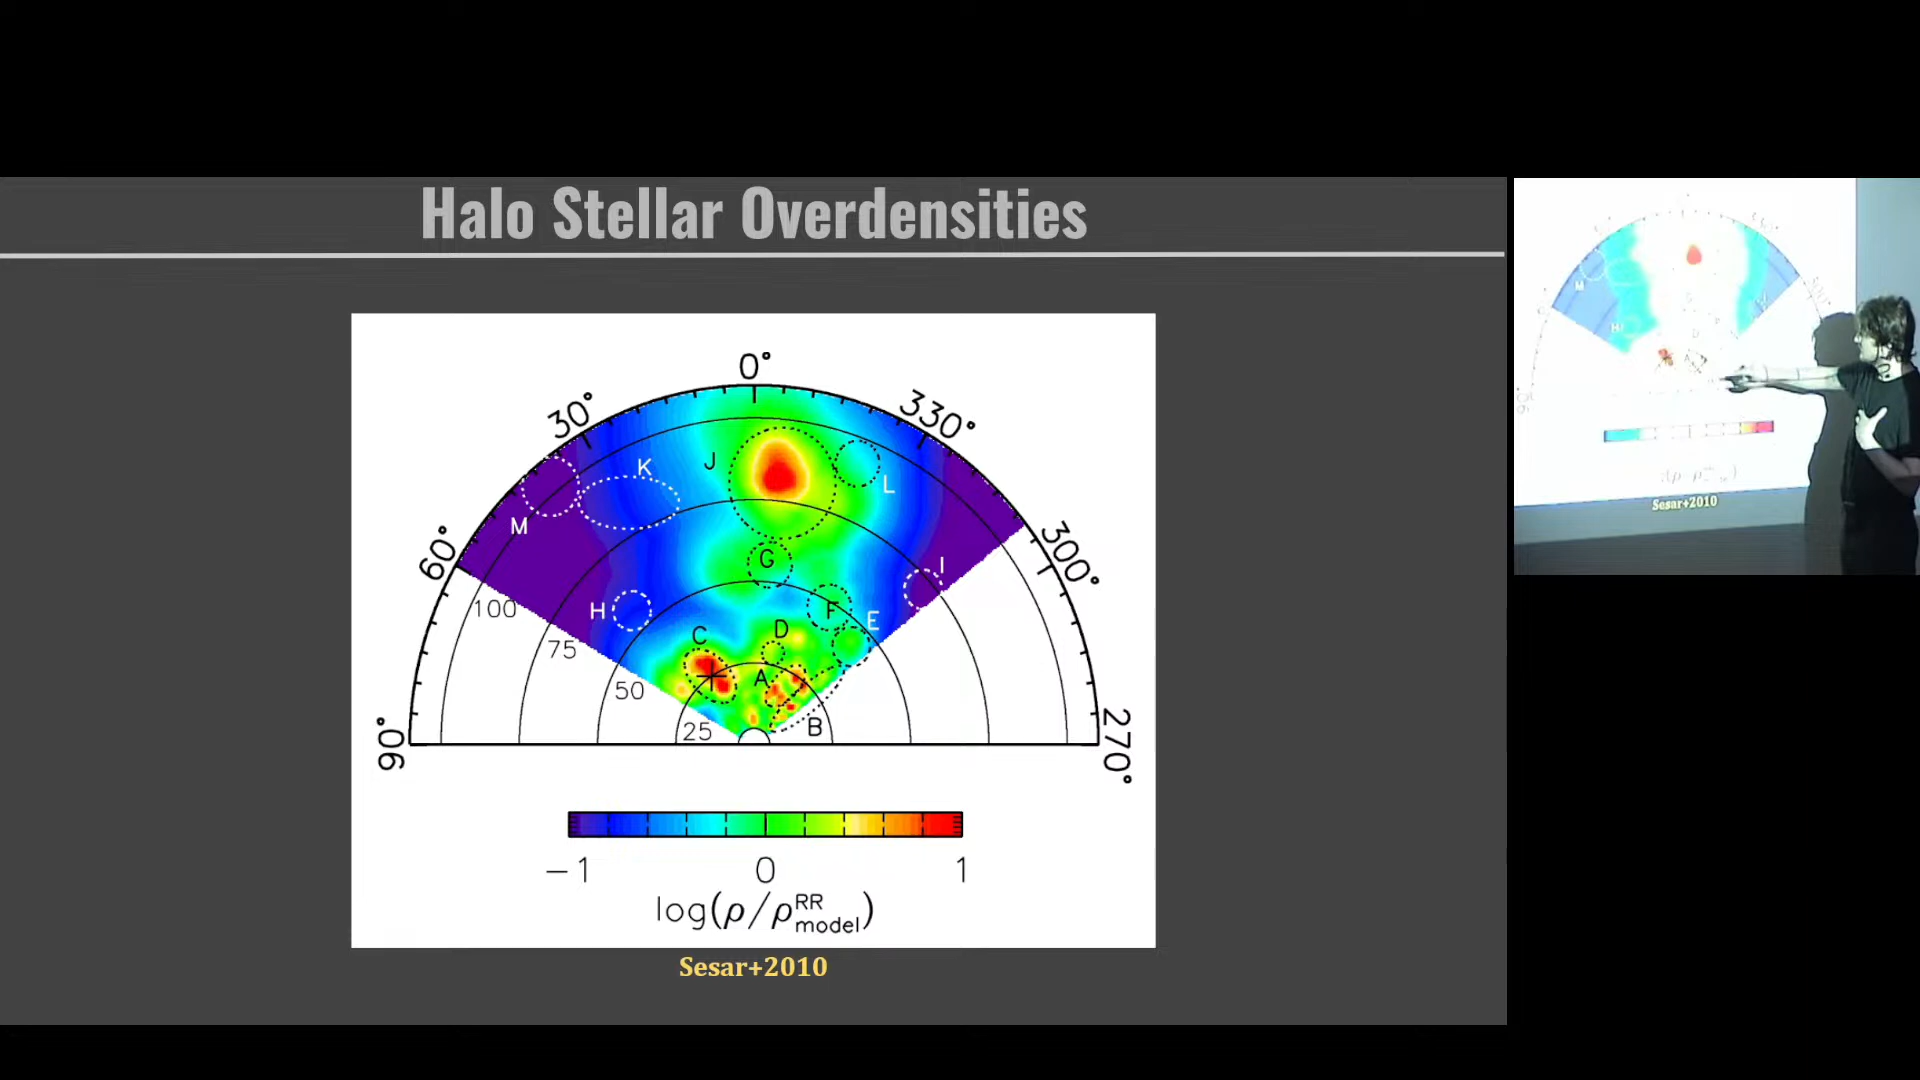 Halo Stellar Overdensities
0°
30°
330°
60°
300°
90°
270°
J
K
L
M
G
I
H
F
E
C
D
A
B
100
75
50
25
−1 0 1
log(ρ/ρ^RR_model)
Sesar+2010
M
H
D
A
Sesar+2010